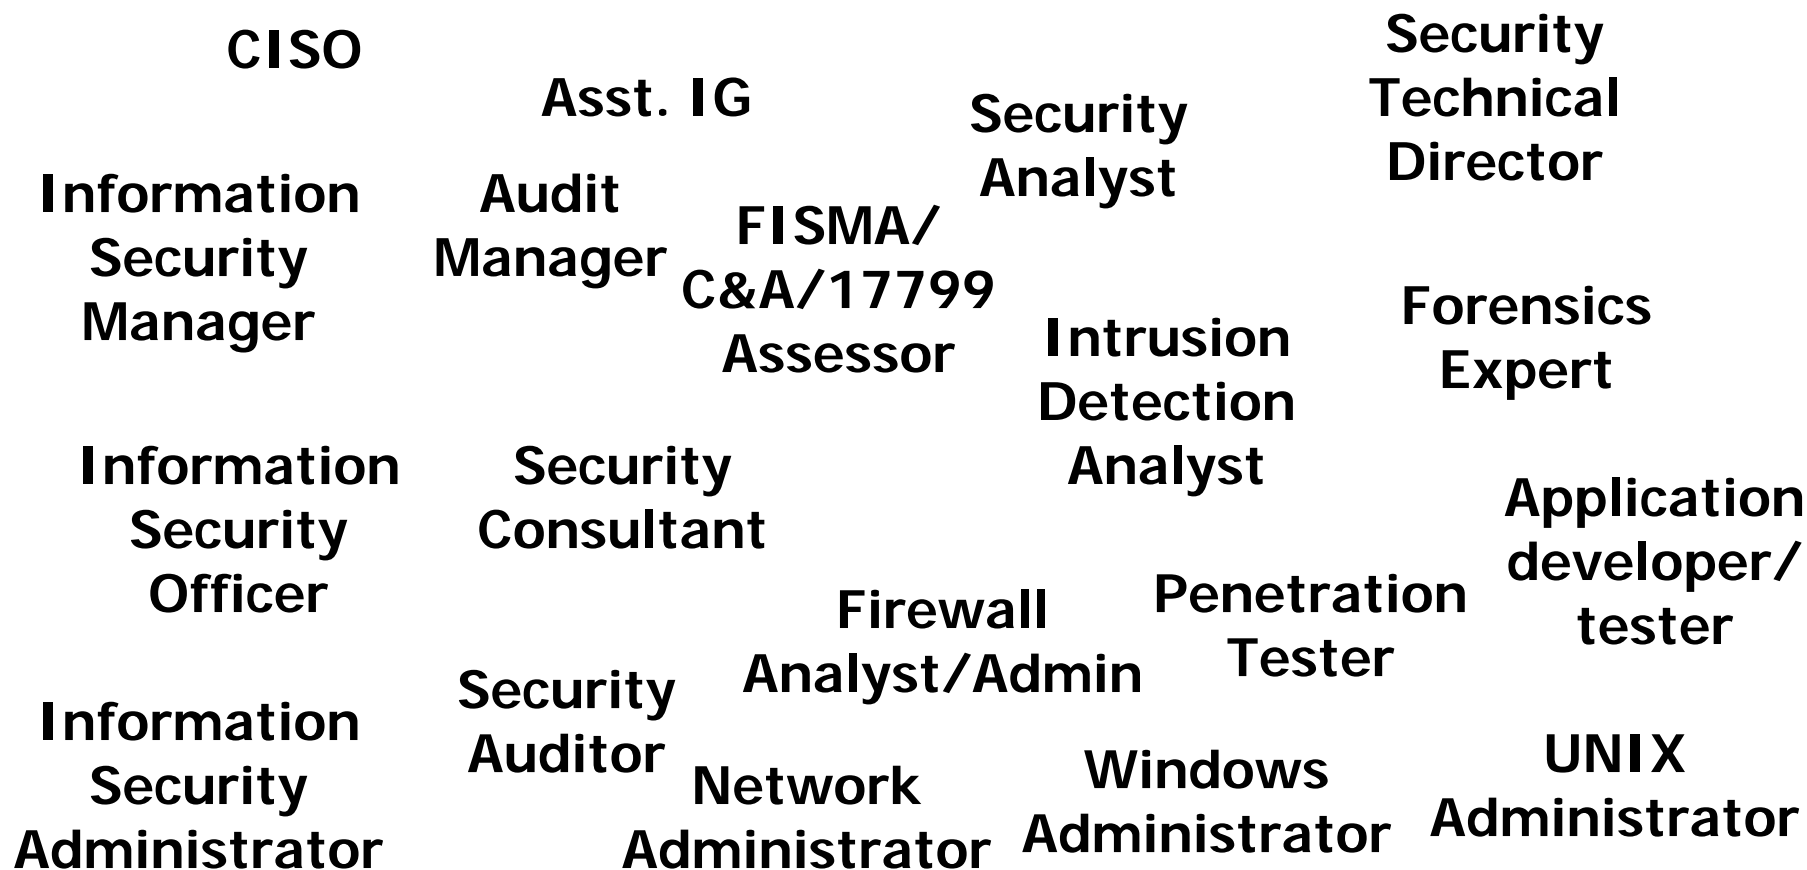 CISO
Asst. IG
Security
Analyst
Security
Technical
Director
Information
Security
Manager
Audit
Manager
FISMA/
C&A/17799
Assessor
Intrusion
Detection
Analyst
Forensics
Expert
Information
Security
Officer
Security
Consultant
Application
developer/
tester
Firewall
Analyst/Admin
Penetration
Tester
Information
Security
Administrator
Security
Auditor
Network
Administrator
Windows
Administrator
UNIX
Administrator